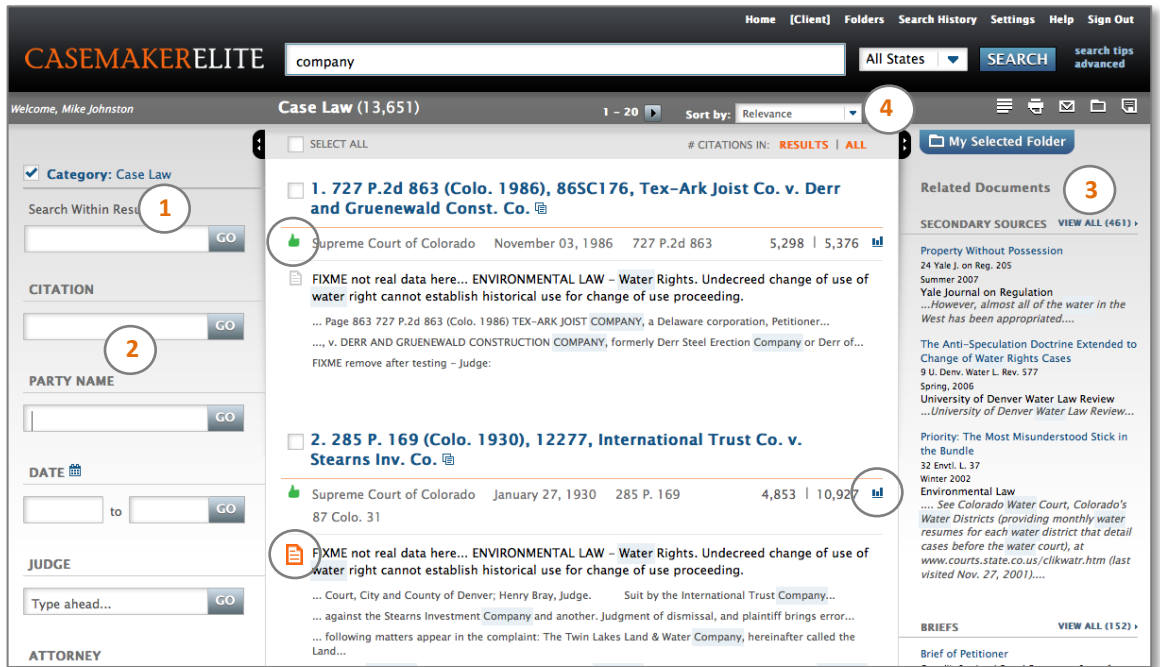 Home [Client] Folders Search History Settings Help Sign Out
CASEMAKERELITE
company
All States
SEARCH
search tips
advanced
Welcome, Mike Johnston
Case Law (13,651)
1 – 20
Sort by: Relevance
4
SELECT ALL
# CITATIONS IN: RESULTS | ALL
My Selected Folder
Category: Case Law
Search Within Resu
1
GO
CITATION
GO
2
PARTY NAME
GO
DATE
to
GO
JUDGE
Type ahead...
GO
ATTORNEY
1. 727 P.2d 863 (Colo. 1986), 86SC176, Tex-Ark Joist Co. v. Derr
and Gruenewald Const. Co.
Supreme Court of Colorado November 03, 1986 727 P.2d 863 5,298 | 5,376
FIXME not real data here... ENVIRONMENTAL LAW – Water Rights. Undecreed change of use of
water right cannot establish historical use for change of use proceeding.
... Page 863 727 P.2d 863 (Colo. 1986) TEX-ARK JOIST COMPANY, a Delaware corporation, Petitioner...
..., v. DERR AND GRUENEWALD CONSTRUCTION COMPANY, formerly Derr Steel Erection Company or Derr of...
FIXME remove after testing – Judge:
2. 285 P. 169 (Colo. 1930), 12277, International Trust Co. v.
Stearns Inv. Co.
Supreme Court of Colorado January 27, 1930 285 P. 169 4,853 | 10,927
87 Colo. 31
FIXME not real data here... ENVIRONMENTAL LAW – Water Rights. Undecreed change of use of
water right cannot establish historical use for change of use proceeding.
... Court, City and County of Denver; Henry Bray, Judge. Suit by the International Trust Company...
... against the Stearns Investment Company and another. Judgment of dismissal, and plaintiff brings error...
... following matters appear in the complaint: The Twin Lakes Land & Water Company, hereinafter called the
Land...
Related Documents
3
SECONDARY SOURCES VIEW ALL (461)
Property Without Possession
24 Yale J. on Reg. 205
Summer 2007
Yale Journal on Regulation
...However, almost all of the water in the
West has been appropriated....
The Anti-Speculation Doctrine Extended to
Change of Water Rights Cases
9 U. Denv. Water L. Rev. 577
Spring, 2006
University of Denver Water Law Review
...University of Denver Water Law Review...
Priority: The Most Misunderstood Stick in
the Bundle
32 Envtl. L. 37
Winter 2002
Environmental Law
.... See Colorado Water Court, Colorado's
Water Districts (providing monthly water
resumes for each water district that detail
cases before the water court), at
www.courts.state.co.us/clikwatr.htm (last
visited Nov. 27, 2001)....
BRIEFS VIEW ALL (152)
Brief of Petitioner